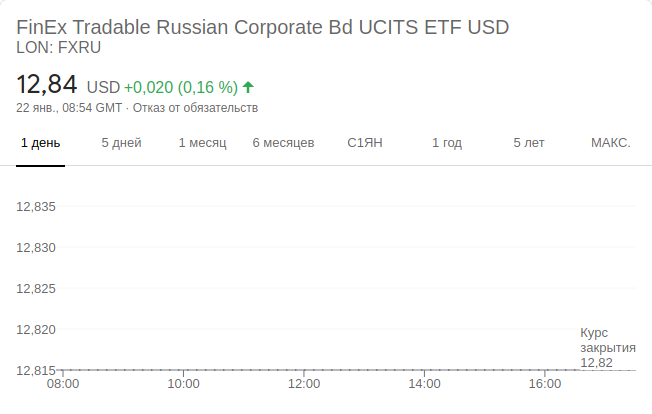 FinEx Tradable Russian Corporate Bd UCITS ETF USD
LON: FXRU
12,84 USD +0,020 (0,16 %)
22 янв., 08:54 GMT · Отказ от обязательств
1 день 5 дней 1 месяц 6 месяцев С1ЯН 1 год 5 лет МАКС.
12,835
12,830
12,825
12,820
Курс
закрытия
12,82
12,815
08:00 10:00 12:00 14:00 16:00